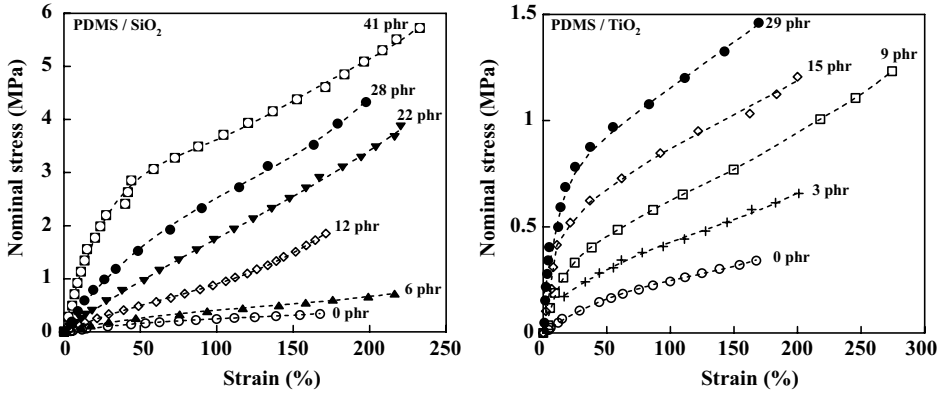 PDMS / SiO2
41 phr
28 phr
22 phr
12 phr
6 phr
0 phr
6
5
4
3
2
1
0
0
50
100
150
200
250
Nominal stress (MPa)
Strain (%)
PDMS / TiO2
29 phr
15 phr
9 phr
3 phr
0 phr
1.5
1
0.5
0
0
50
100
150
200
250
300
Nominal stress (MPa)
Strain (%)